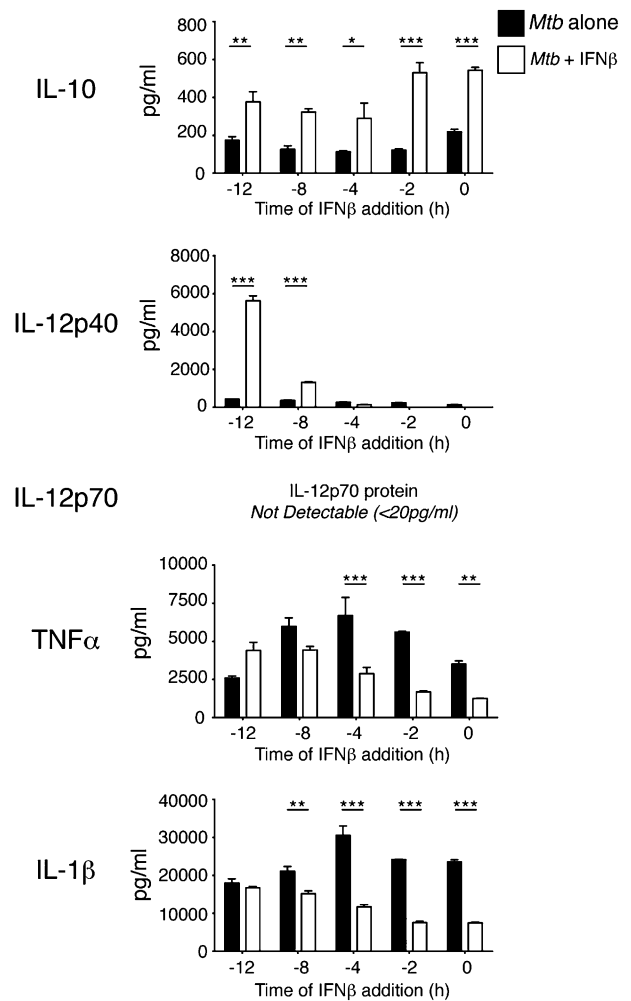 Mtb alone
Mtb + IFNβ
IL-10
pg/ml
800
600
400
200
0
** ** * *** ***
-12 -8 -4 -2 0
Time of IFNβ addition (h)
IL-12p40
pg/ml
8000
6000
4000
2000
0
*** ***
-12 -8 -4 -2 0
Time of IFNβ addition (h)
IL-12p70
IL-12p70 protein
Not Detectable (<20pg/ml)
TNFα
pg/ml
10000
7500
5000
2500
0
*** *** **
-12 -8 -4 -2 0
Time of IFNβ addition (h)
IL-1β
pg/ml
40000
30000
20000
10000
0
** *** *** ***
-12 -8 -4 -2 0
Time of IFNβ addition (h)